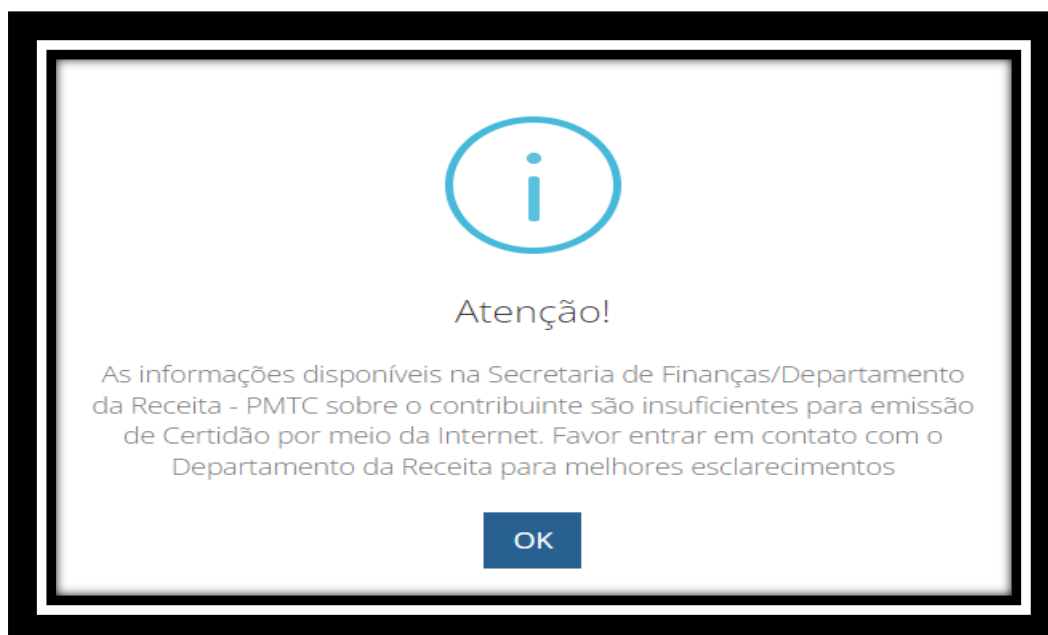 Atenção!
As informações disponíveis na Secretaria de Finanças/Departamento
da Receita - PMTC sobre o contribuinte são insuficientes para emissão
de Certidão por meio da Internet. Favor entrar em contato com o
Departamento da Receita para melhores esclarecimentos
OK